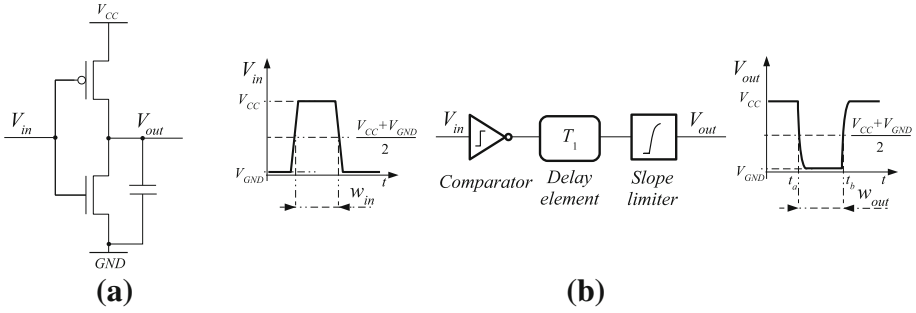 (a)
V_CC
V_in
V_out
GND
V_in
V_CC
V_CC+V_GND
2
V_GND
t
w_in
(b)
V_in
T_1
V_out
Comparator
Delay
element
Slope
limiter
V_out
V_CC
V_CC+V_GND
2
V_GND
t_a
t_b
t
w_out